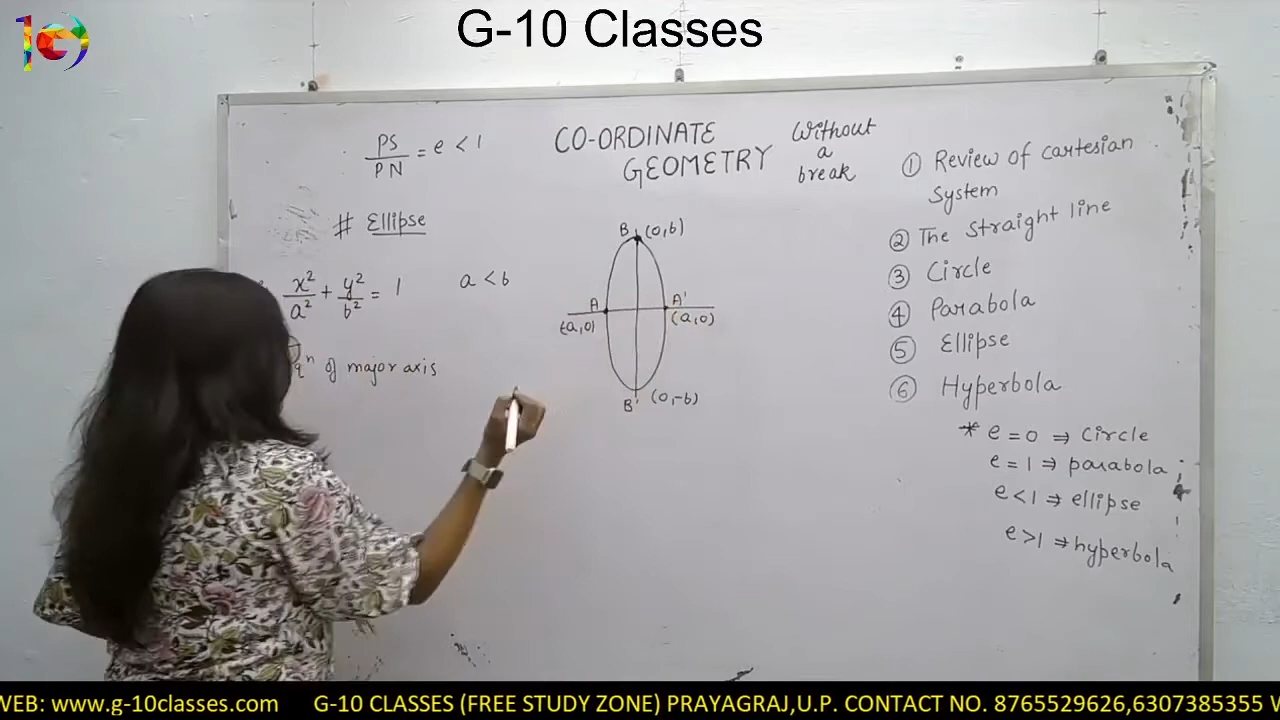 G-10 Classes
PS/PN = e < 1
CO-ORDINATE
GEOMETRY
Without
a
break
# Ellipse
x²/a² + y²/b² = 1
a < b
qⁿ of major axis
B (0,b)
A
A'
(-a,0)
(a,0)
B' (0,-b)
① Review of cartesian
system
② The straight line
③ Circle
④ Parabola
⑤ Ellipse
⑥ Hyperbola
* e = 0 ⇒ Circle
e = 1 ⇒ parabola
e < 1 ⇒ ellipse
e > 1 ⇒ hyperbola
WEB: www.g-10classes.com G-10 CLASSES (FREE STUDY ZONE) PRAYAGRAJ,U.P. CONTACT NO. 8765529626,6307385355 W